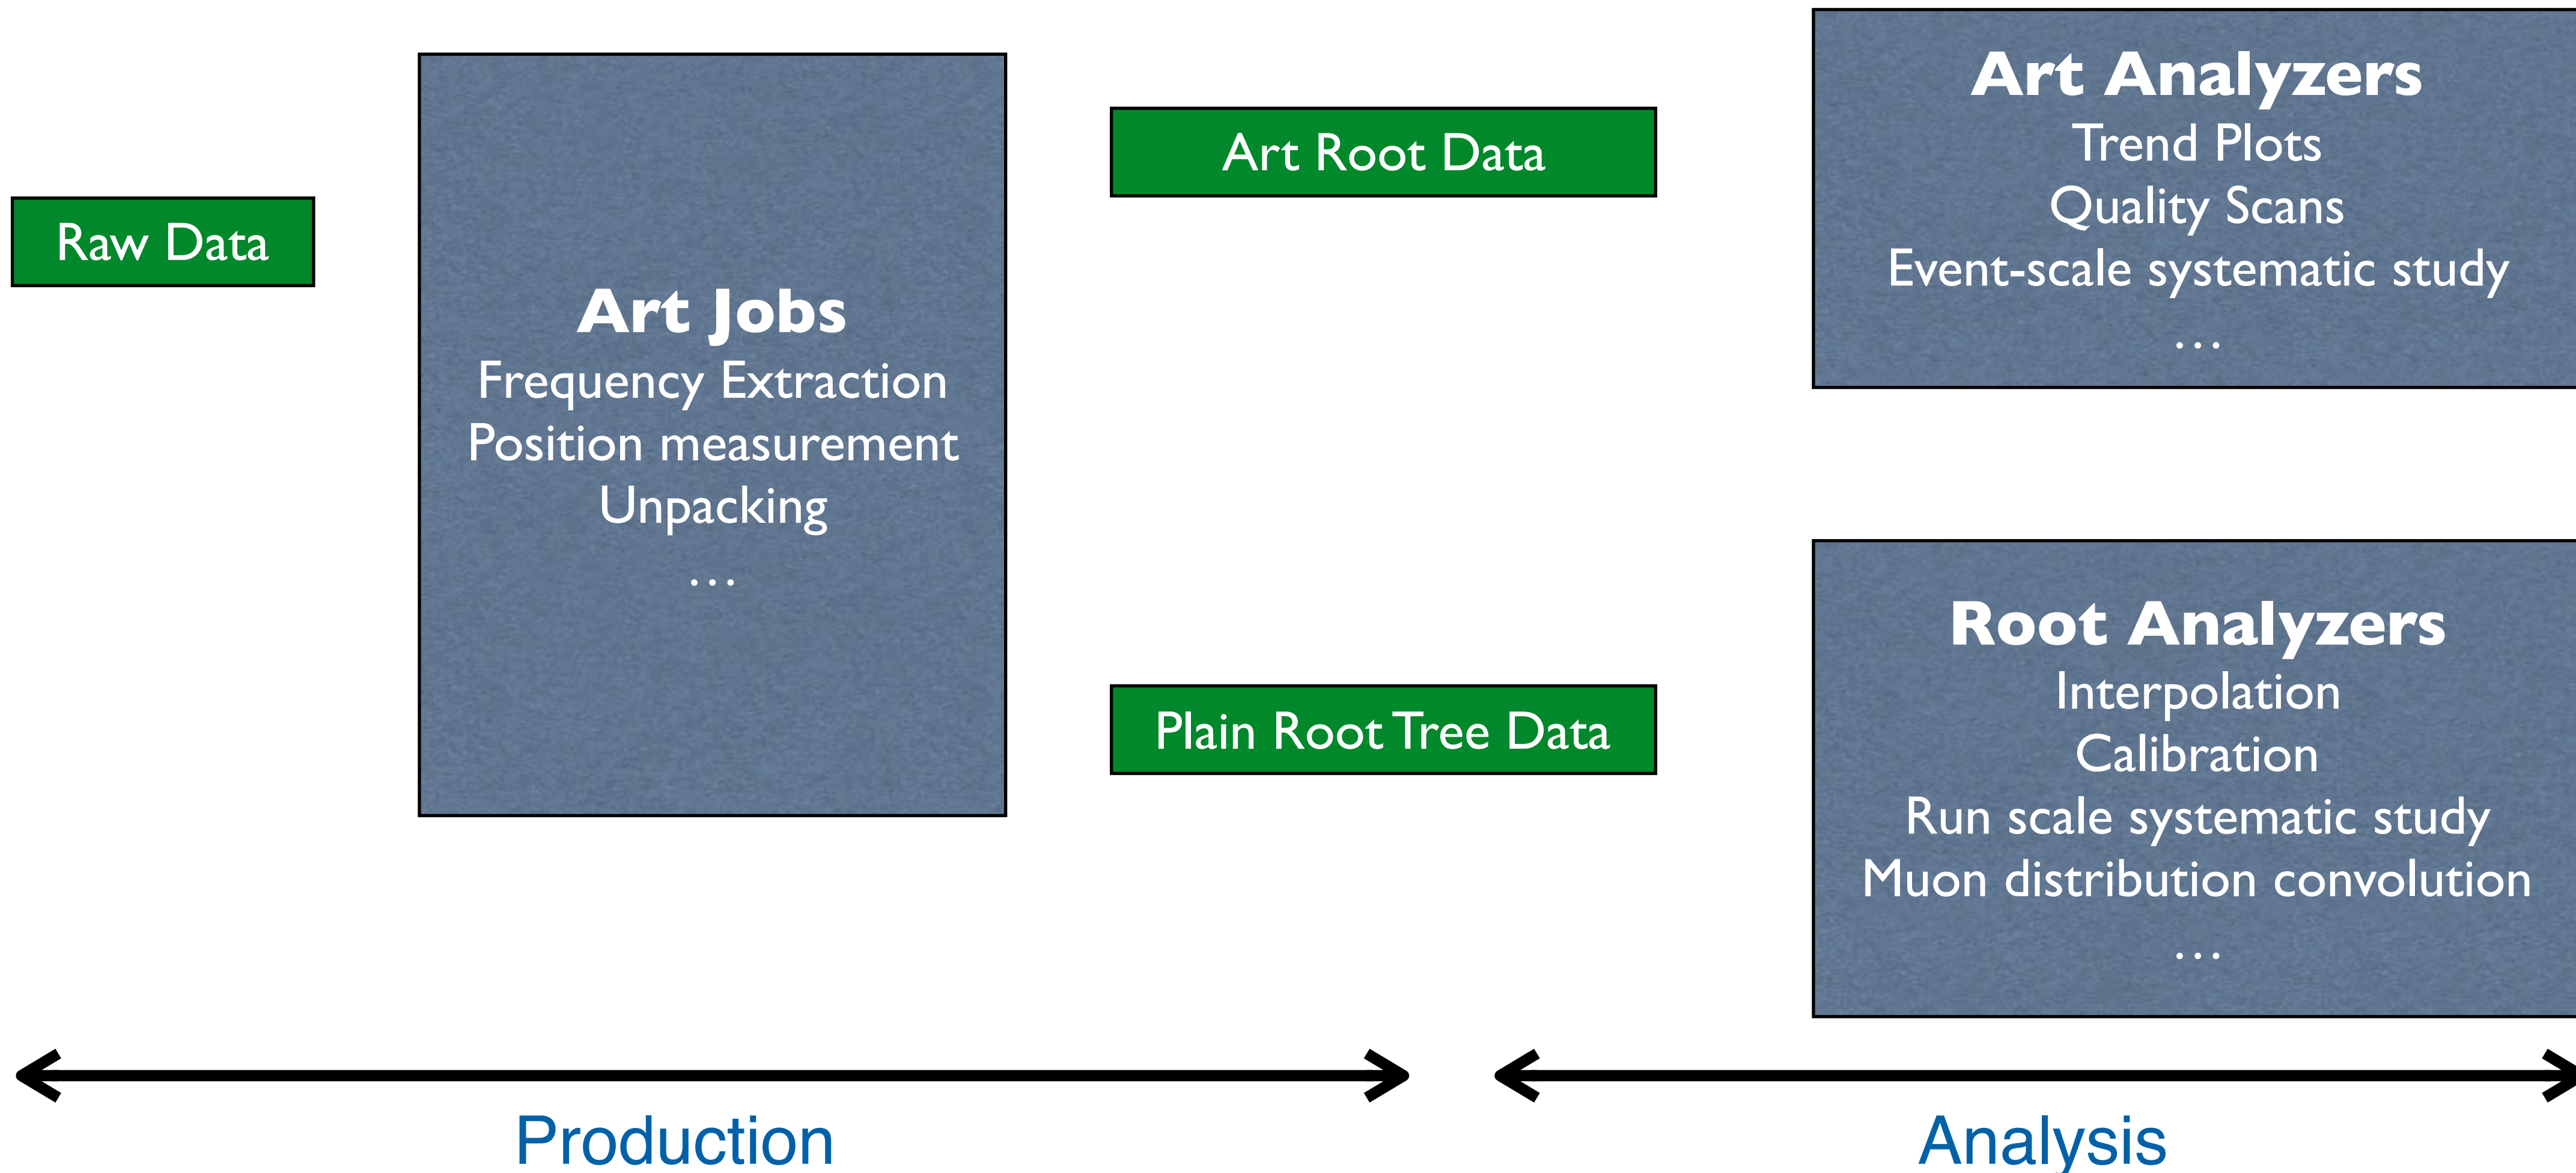 Raw Data
Art Jobs
Frequency Extraction
Position measurement
Unpacking
…
Art Root Data
Plain Root Tree Data
Art Analyzers
Trend Plots
Quality Scans
Event-scale systematic study
…
Root Analyzers
Interpolation
Calibration
Run scale systematic study
Muon distribution convolution
…
Production
Analysis